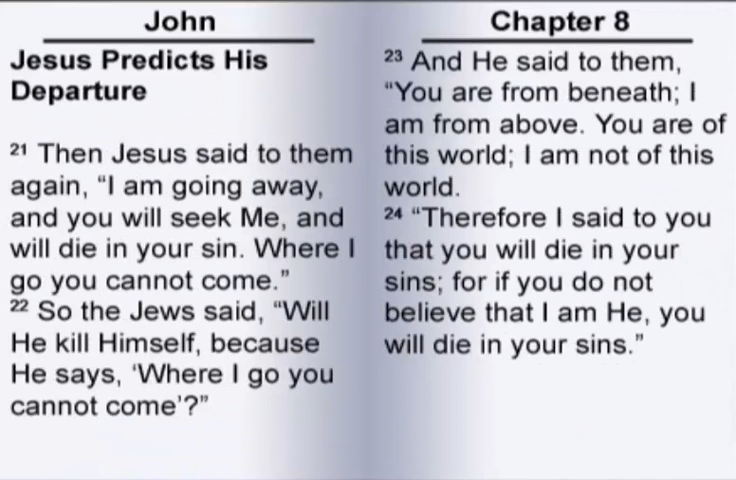 John
Jesus Predicts His
Departure
²¹ Then Jesus said to them
again, “I am going away,
and you will seek Me, and
will die in your sin. Where I
go you cannot come.”
²² So the Jews said, “Will
He kill Himself, because
He says, ‘Where I go you
cannot come’?”
Chapter 8
²³ And He said to them,
“You are from beneath; I
am from above. You are of
this world; I am not of this
world.
²⁴ “Therefore I said to you
that you will die in your
sins; for if you do not
believe that I am He, you
will die in your sins.”